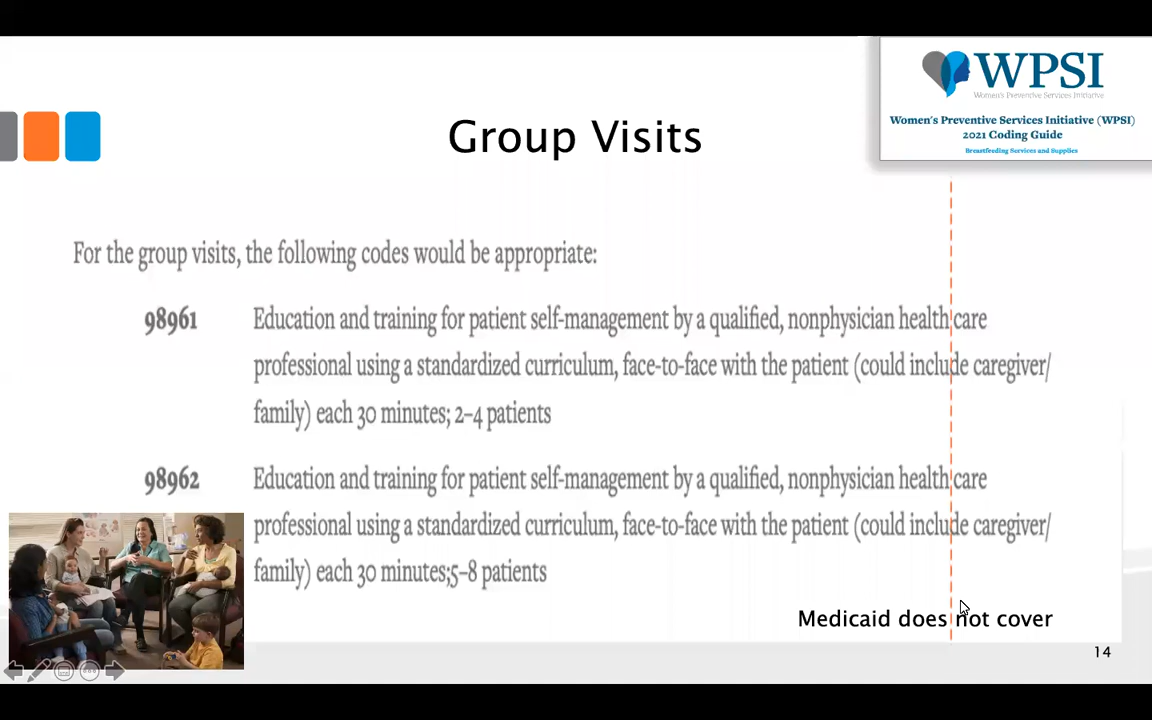 WPSI
Women's Preventive Services Initiative
Women's Preventive Services Initiative (WPSI)
2021 Coding Guide
Breastfeeding Services and Supplies
Group Visits
For the group visits, the following codes would be appropriate:
98961 Education and training for patient self-management by a qualified, nonphysician health care
professional using a standardized curriculum, face-to-face with the patient (could include caregiver/
family) each 30 minutes; 2–4 patients
98962 Education and training for patient self-management by a qualified, nonphysician health care
professional using a standardized curriculum, face-to-face with the patient (could include caregiver/
family) each 30 minutes;5–8 patients
Medicaid does not cover
14